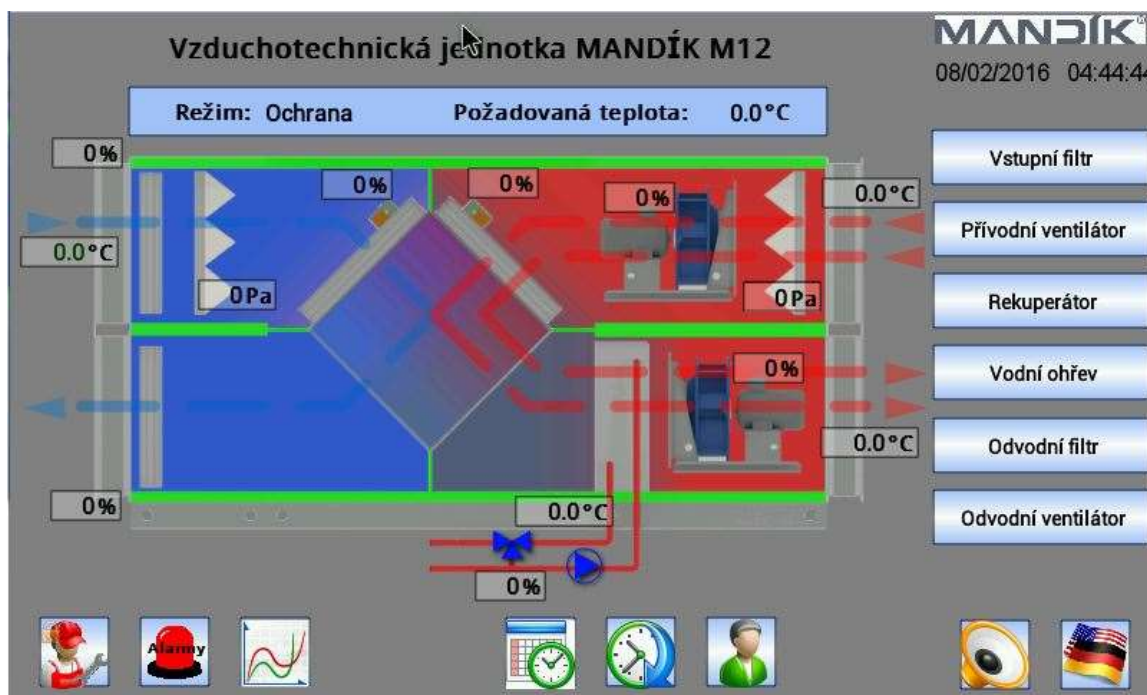 Vzduchotechnická jednotka MANDÍK M12
MANDÍK
08/02/2016 04:44:44
Režim: Ochrana Požadovaná teplota: 0.0°C
0%
0%
0%
0%
0.0°C
0.0°C
0Pa
0Pa
0%
0.0°C
0%
0.0°C
0%
Vstupní filtr
Přívodní ventilátor
Rekuperátor
Vodní ohřev
Odvodní filtr
Odvodní ventilátor
Alarmy